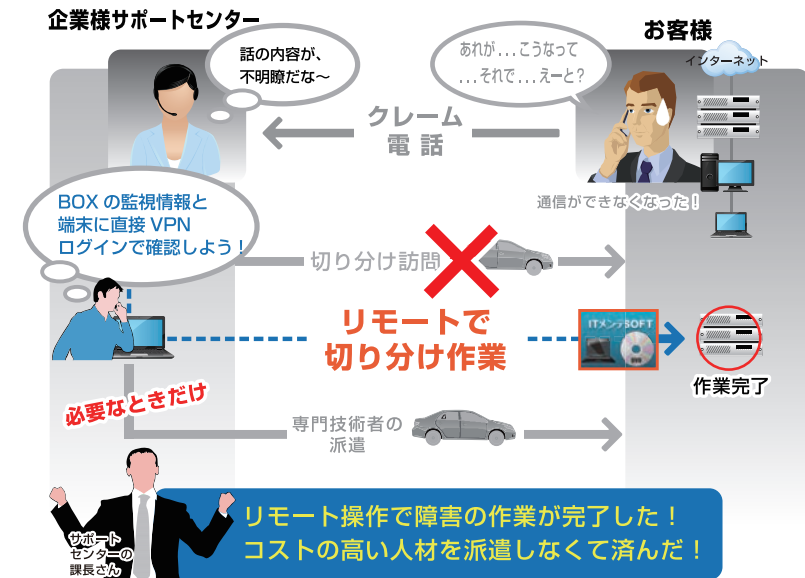 企業様サポートセンター
お客様
話の内容が、
不明瞭だな～
あれが...こうなって
...それで...えーと?
インターネット
クレーム
電話
通信ができなくなった!
BOXの監視情報と
端末に直接VPN
ログインで確認しよう!
切り分け訪問
リモートで
切り分け作業
ITメンテSOFT
作業完了
必要なときだけ
専門技術者の
派遣
サポート
センターの
課長さん
リモート操作で障害の作業が完了した!
コストの高い人材を派遣しなくて済んだ!